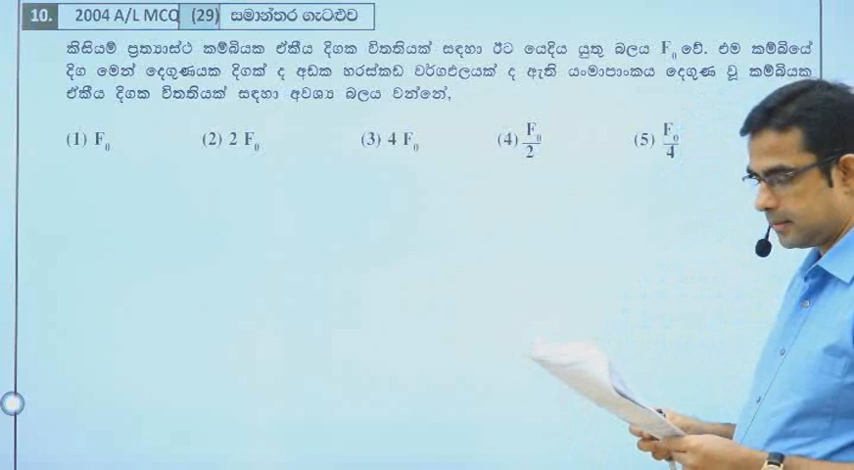 10. 2004 A/L MCQ (29) සමාන්තර ගැටළුව
කිසියම් ප්‍රත්‍යාස්ථ කම්බියක ඒකීය දිගක විතතියක් සඳහා ඊට යෙදිය යුතු බලය F₀ වේ. එම කම්බියේ
දිග මෙන් දෙගුණයක දිගක් ද අඩක හරස්කඩ වර්ගඵලයක් ද ඇති යංමාපාංකය දෙගුණ වූ කම්බියක
ඒකීය දිගක විතතියක් සඳහා අවශ්‍ය බලය වන්නේ,
(1) F₀ (2) 2 F₀ (3) 4 F₀ (4) F₀/2 (5) F₀/4